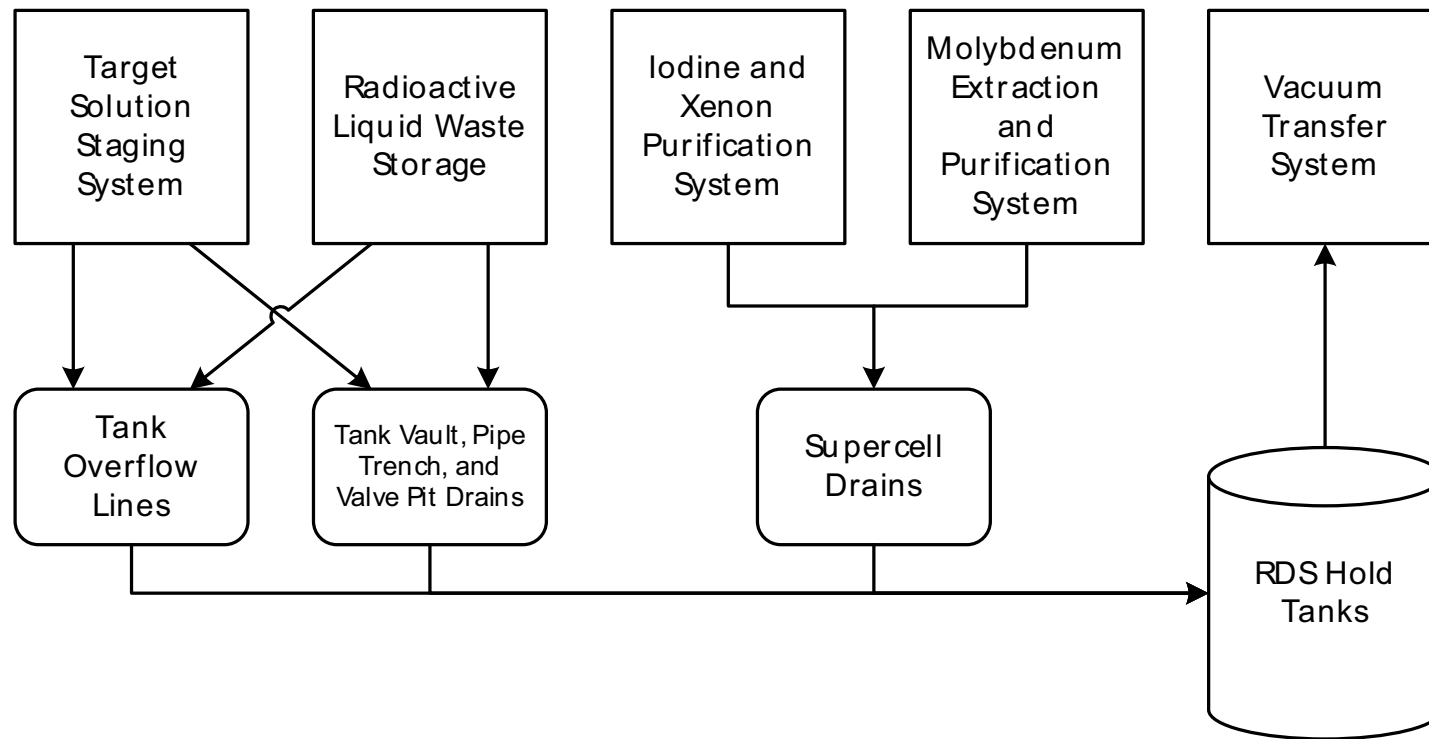 Target
Solution
Staging
System
Radioactive
Liquid Waste
Storage
Iodine and
Xenon
Purification
System
Molybdenum
Extraction
and
Purification
System
Vacuum
Transfer
System
Tank
Overflow
Lines
Tank Vault, Pipe
Trench, and
Valve Pit Drains
Supercell
Drains
RDS Hold
Tanks